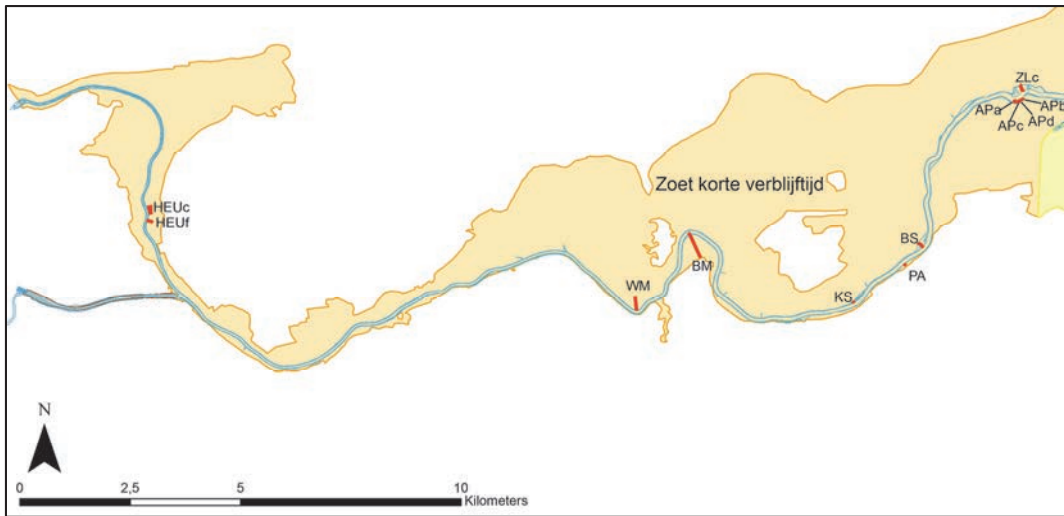 ZLc
APa
APb
APc
APd
Zoet korte verblijftijd
HEUc
HEUf
BS
PA
BM
WM
KS
N
0 2,5 5 10
Kilometers